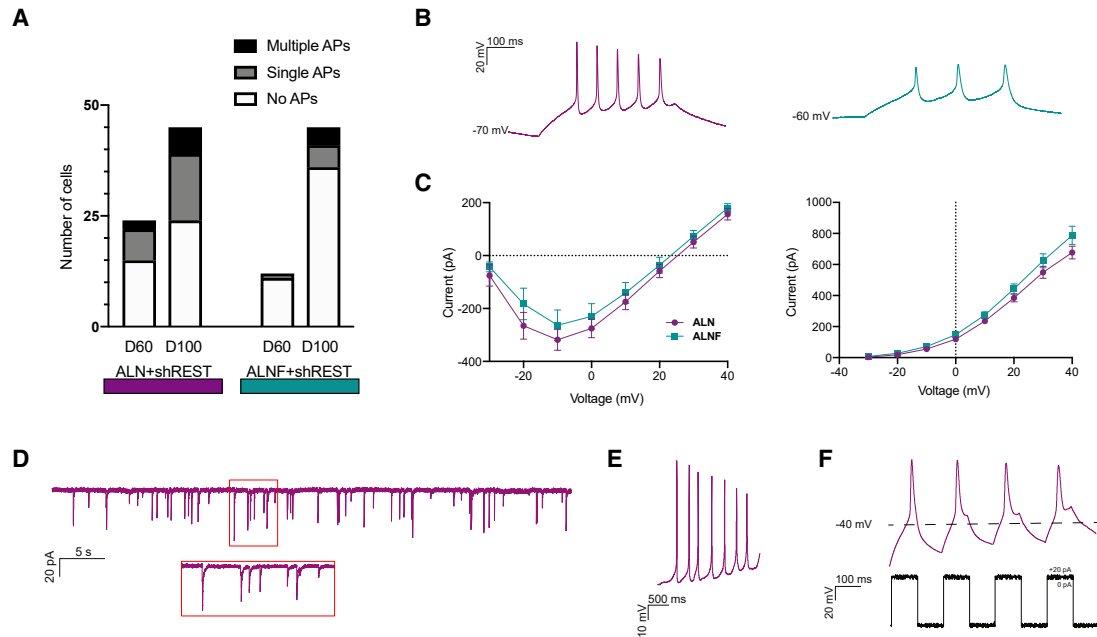 A
Multiple APs
Single APs
No APs
50
25
0
Number of cells
D60
D100
D60
D100
ALN+shREST
ALNF+shREST
B
100 ms
20 mV
-70 mV
-60 mV
C
200
0
-200
-400
Current (pA)
-20
0
20
40
Voltage (mV)
ALN
ALNF
1000
800
600
400
200
0
Current (pA)
-40
-20
0
20
40
Voltage (mV)
D
20 pA
5 s
E
500 ms
10 mV
F
-40 mV
100 ms
20 mV
+20 pA
0 pA